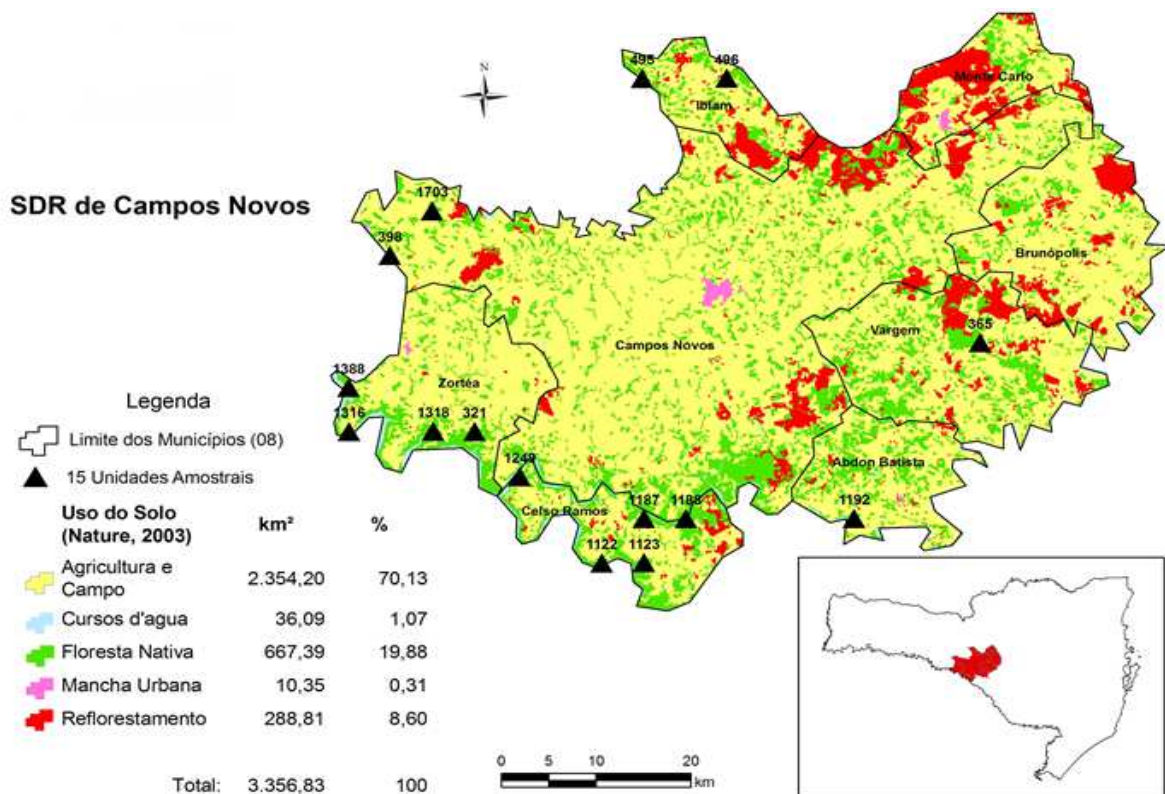 SDR de Campos Novos
N
495
496
Ibiam
Monte Carlo
1703
398
Brunópolis
Vargem
365
Campos Novos
1388
Zortéa
1316
1318
321
1249
Celso Ramos
1187
1188
Abdon Batista
1192
1122
1123
Legenda
Limite dos Municípios (08)
15 Unidades Amostrais
Uso do Solo
(Nature, 2003) km² %
Agricultura e
Campo 2.354,20 70,13
Cursos d'agua 36,09 1,07
Floresta Nativa 667,39 19,88
Mancha Urbana 10,35 0,31
Reflorestamento 288,81 8,60
Total: 3.356,83 100
0 5 10 20
km